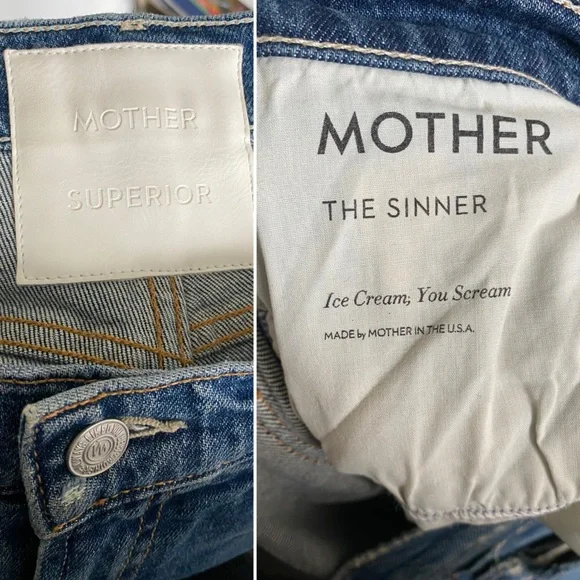 MOTHER
SUPERIOR
MOTHER
THE SINNER
Ice Cream, You Scream
MADE by MOTHER IN THE U.S.A.